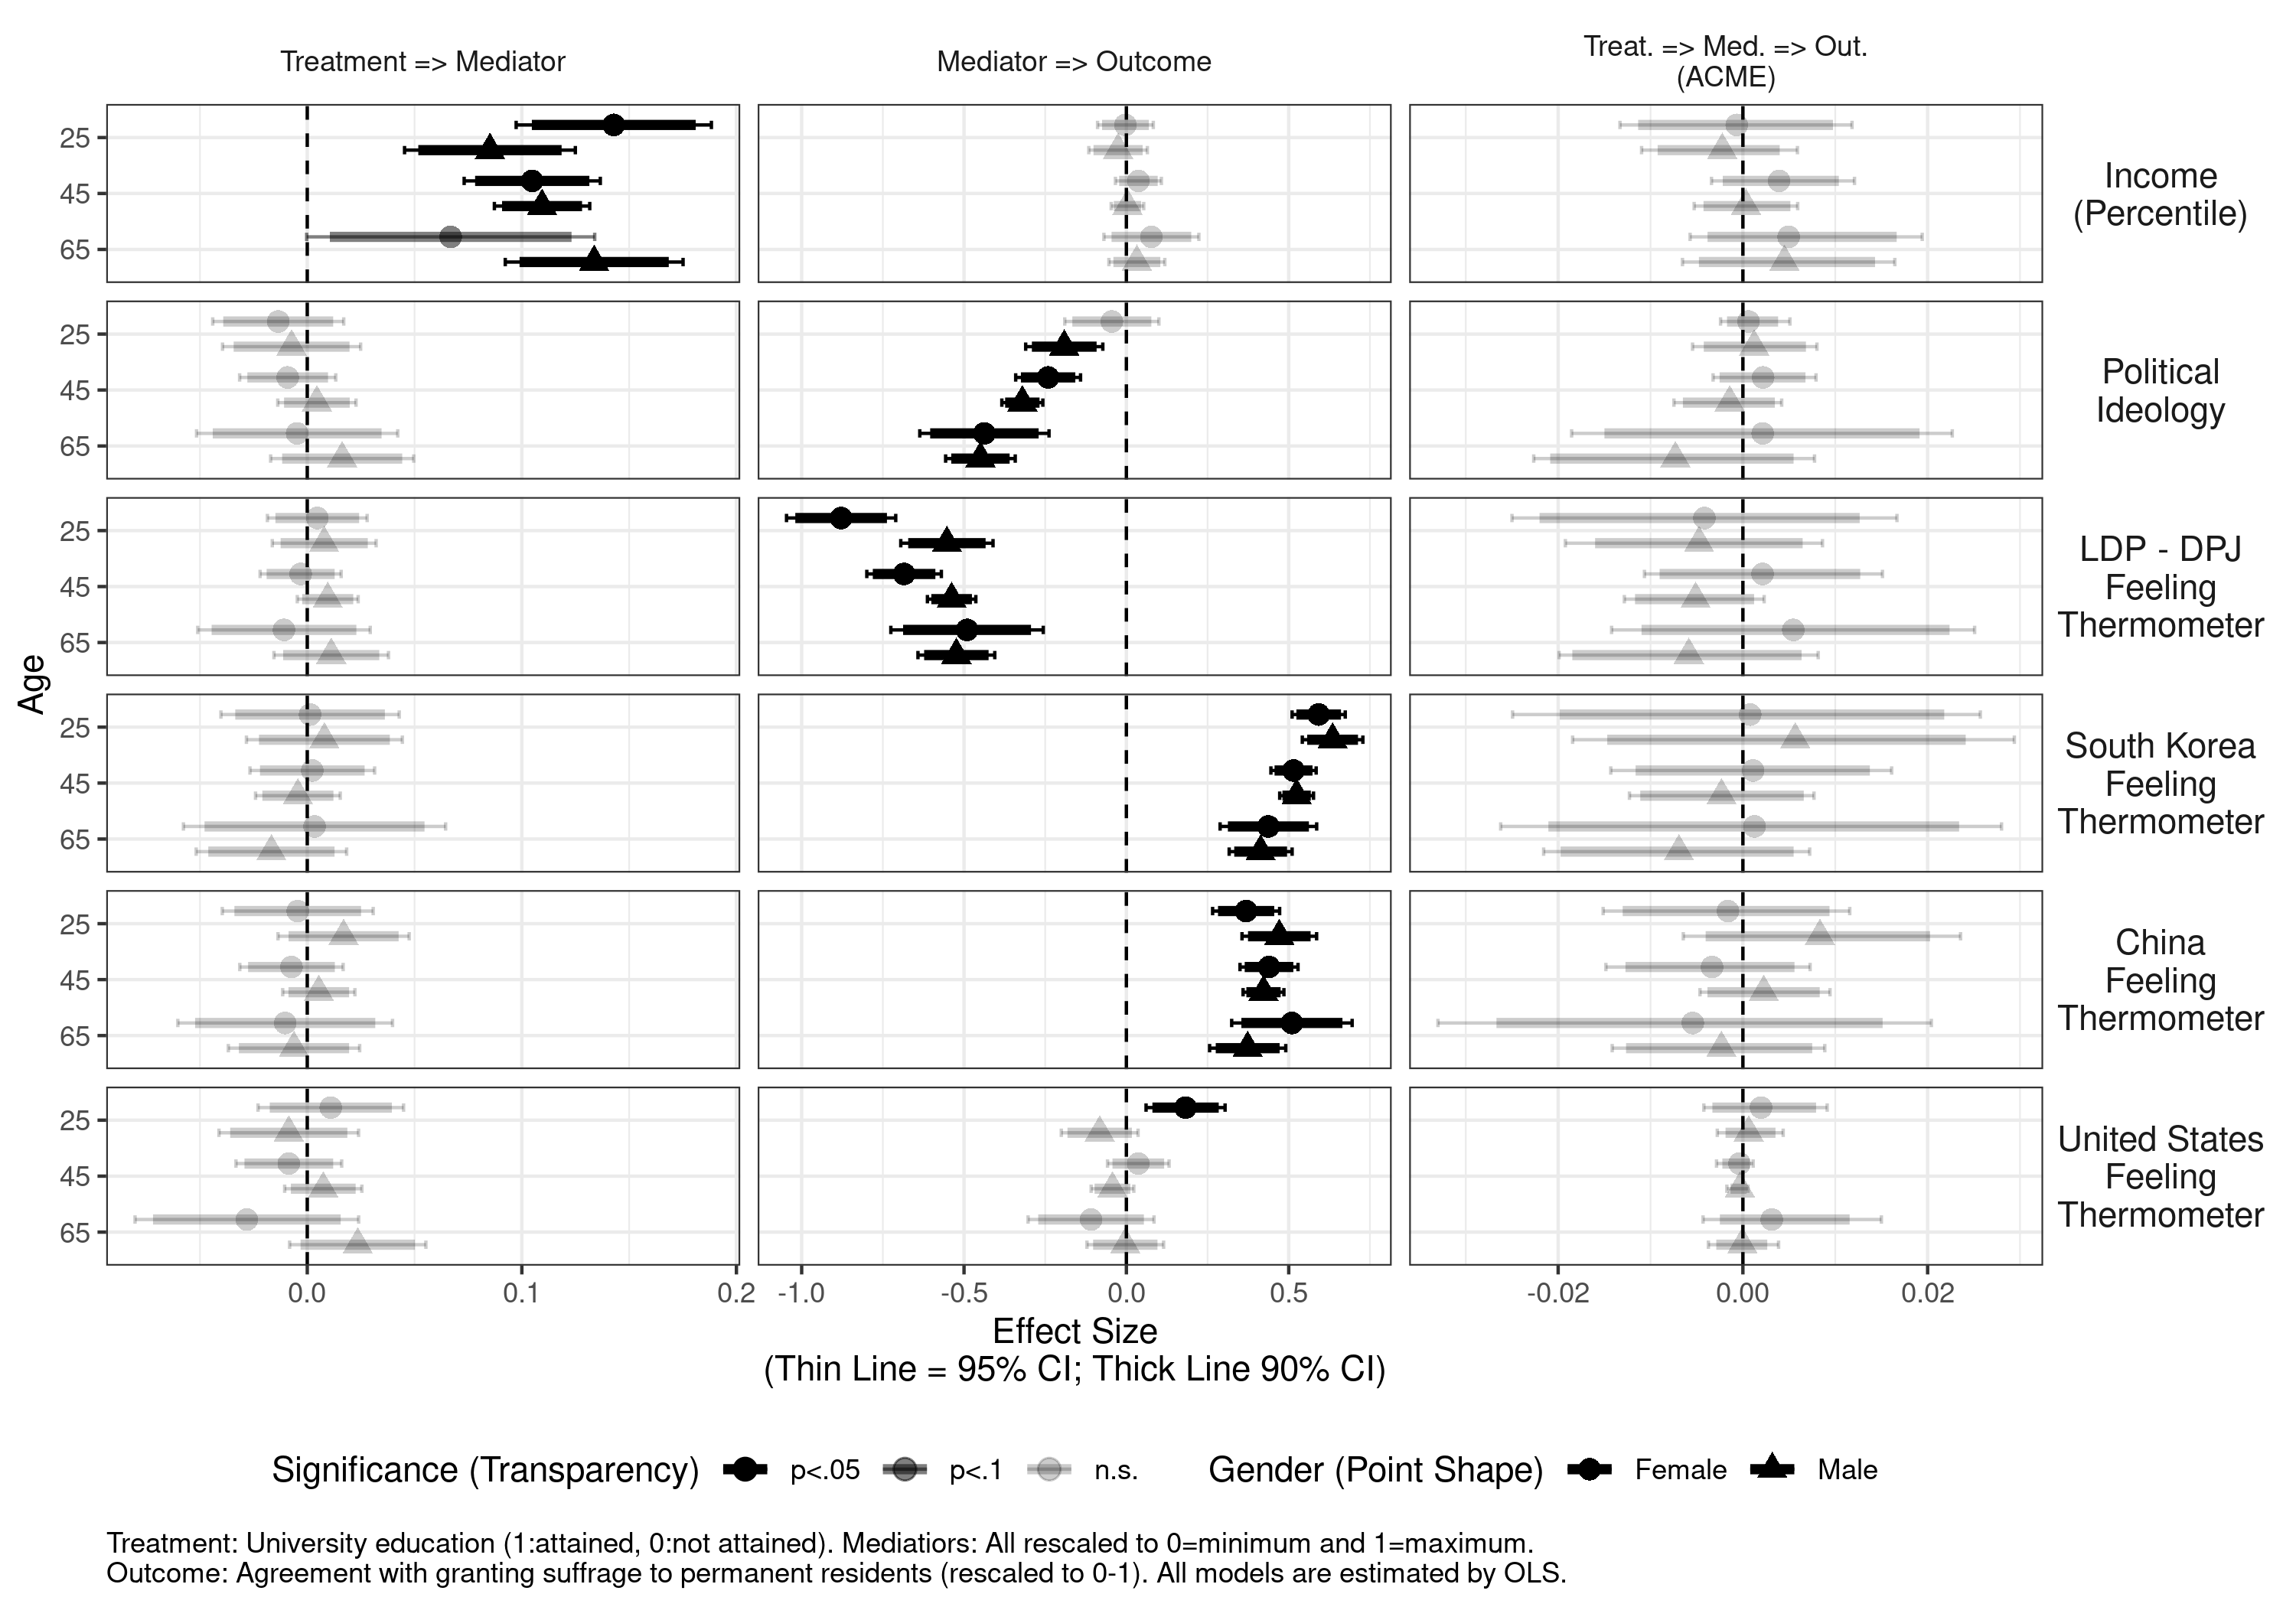 Treatment => Mediator
Mediator => Outcome
Treat. => Med. => Out.
(ACME)
25
45
65
Income
(Percentile)
25
45
65
Political
Ideology
25
45
65
LDP - DPJ
Feeling
Thermometer
Age
25
45
65
South Korea
Feeling
Thermometer
25
45
65
China
Feeling
Thermometer
25
45
65
United States
Feeling
Thermometer
0.0 0.1 0.2
-1.0 -0.5 0.0 0.5
-0.02 0.00 0.02
Effect Size
(Thin Line = 95% CI; Thick Line 90% CI)
Significance (Transparency) p<.05 p<.1 n.s. Gender (Point Shape) Female Male
Treatment: University education (1:attained, 0:not attained). Mediatiors: All rescaled to 0=minimum and 1=maximum.
Outcome: Agreement with granting suffrage to permanent residents (rescaled to 0-1). All models are estimated by OLS.